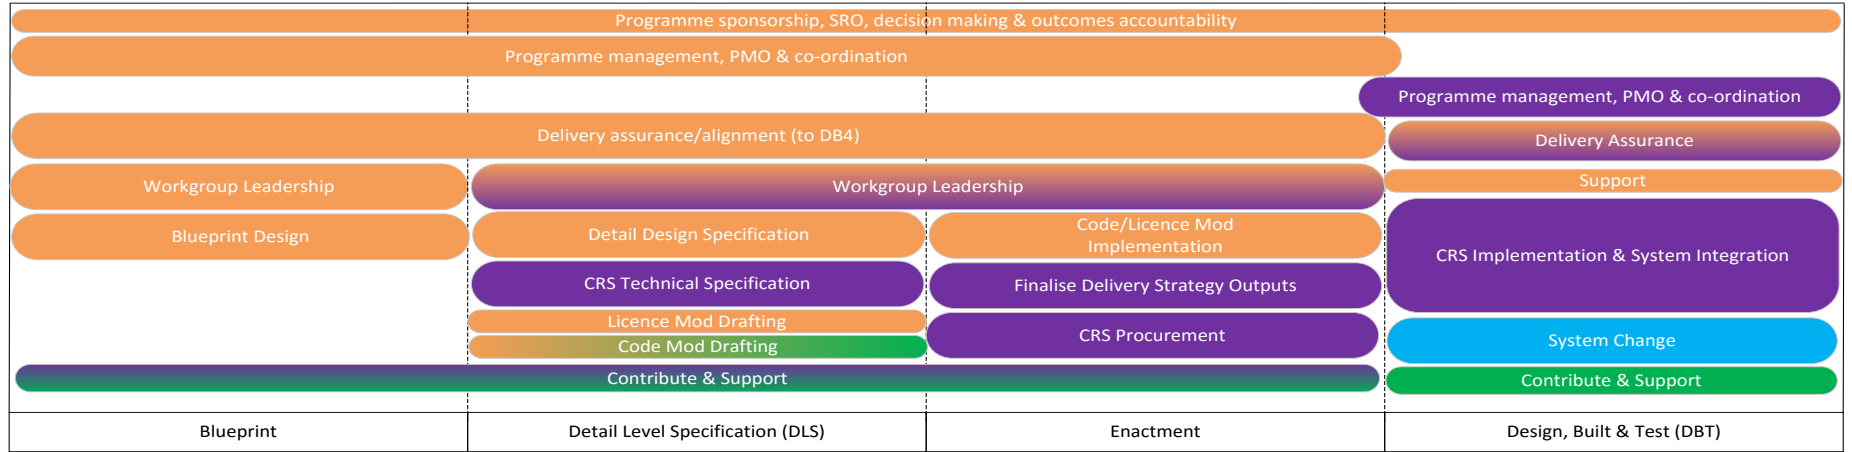 Programme sponsorship, SRO, decision making & outcomes accountability
Programme management, PMO & co-ordination
Programme management, PMO & co-ordination
Delivery assurance/alignment (to DB4)
Delivery Assurance
Workgroup Leadership
Workgroup Leadership
Support
Blueprint Design
Detail Design Specification
Code/Licence Mod
Implementation
CRS Implementation & System Integration
CRS Technical Specification
Finalise Delivery Strategy Outputs
Licence Mod Drafting
Code Mod Drafting
CRS Procurement
System Change
Contribute & Support
Contribute & Support
Blueprint
Detail Level Specification (DLS)
Enactment
Design, Built & Test (DBT)